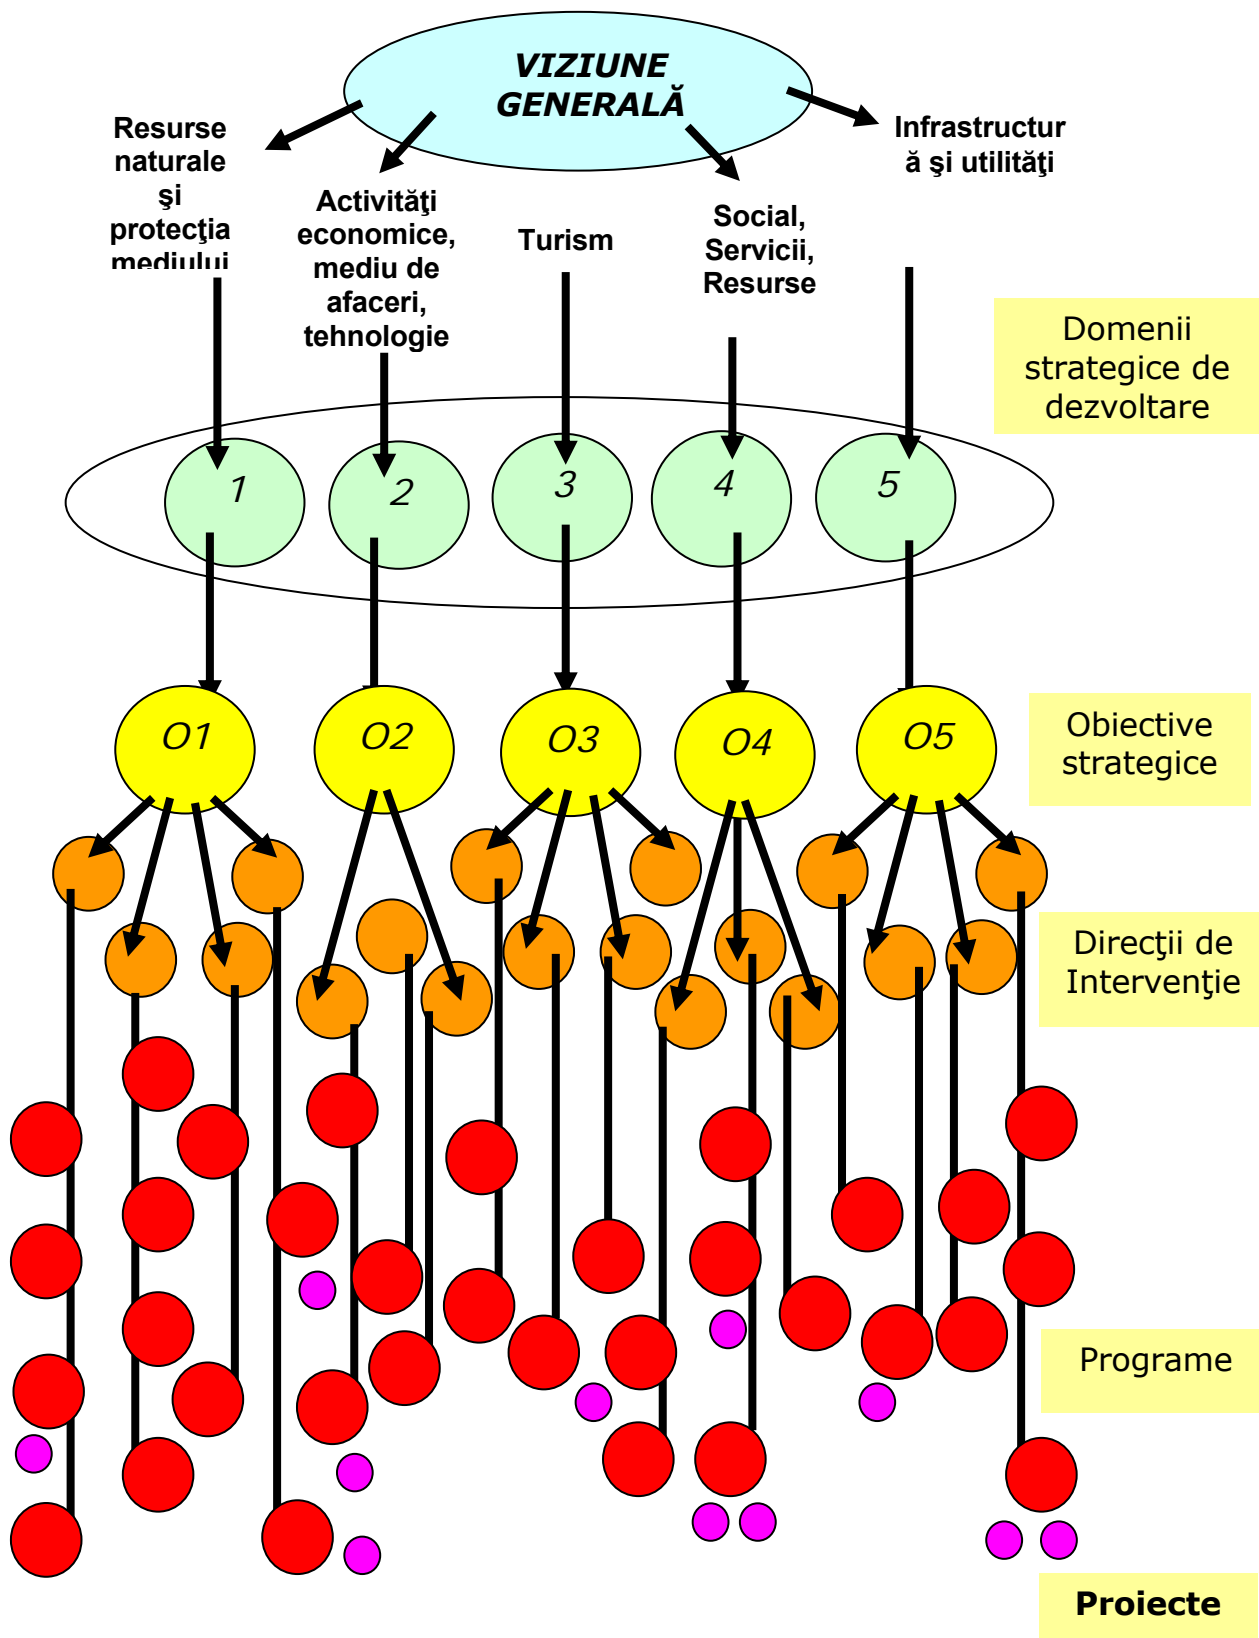 VIZIUNE
GENERALĂ
Resurse
naturale
şi
protecţia
mediului
Activităţi
economice,
mediu de
afaceri,
tehnologie
Turism
Social,
Servicii,
Resurse
Infrastructur
ă şi utilităţi
Domenii
strategice de
dezvoltare
1
2
3
4
5
O1
O2
O3
O4
O5
Obiective
strategice
Direcţii de
Intervenţie
Programe
Proiecte